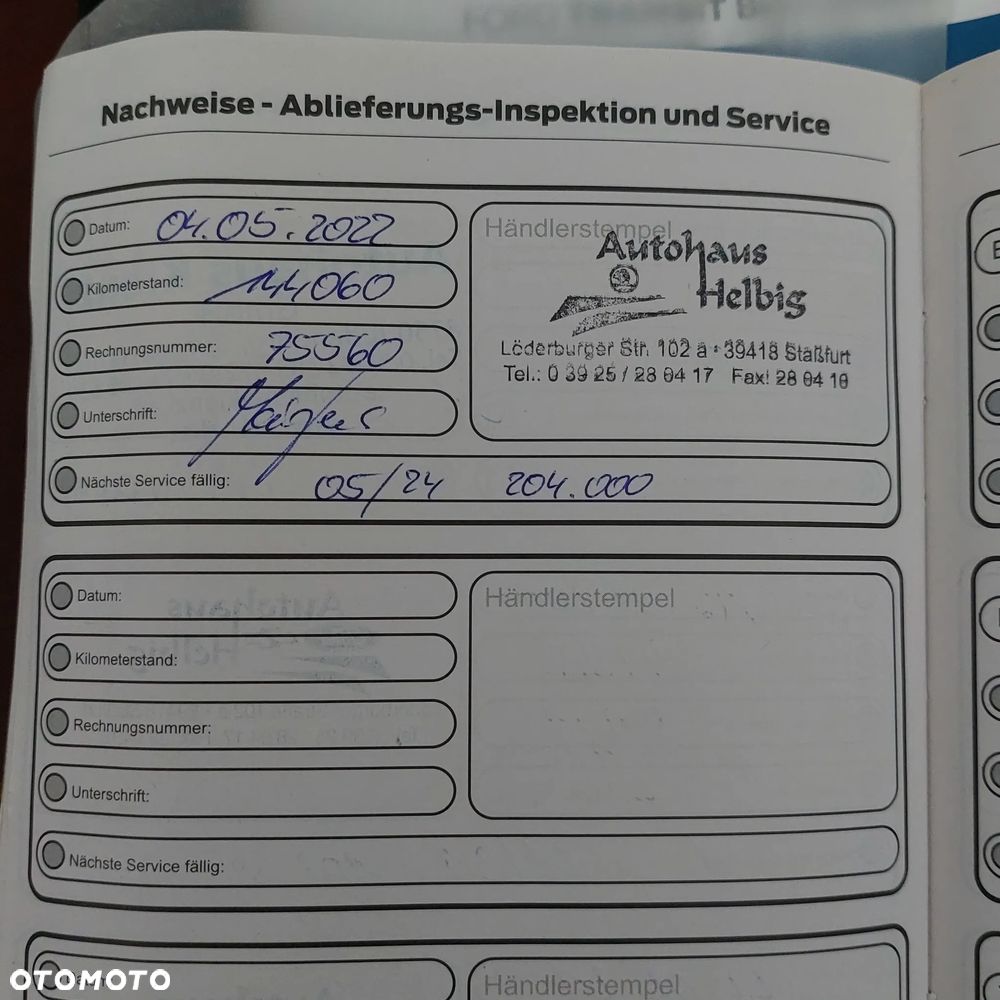 Nachweise - Ablieferungs-Inspektion und Service
Datum: 04.05.2022
Kilometerstand: 144060
Rechnungsnummer: 75560
Unterschrift:
Händlerstempel
Autohaus
Helbig
Löderburger Str. 102 a · 39418 Staßfurt
Tel.: 0 39 25 / 28 04 17 Fax: 28 04 18
Nächste Service fällig: 05/24 204.000
Datum:
Kilometerstand:
Rechnungsnummer:
Unterschrift:
Händlerstempel
Nächste Service fällig:
Händlerstempel
OTOMOTO